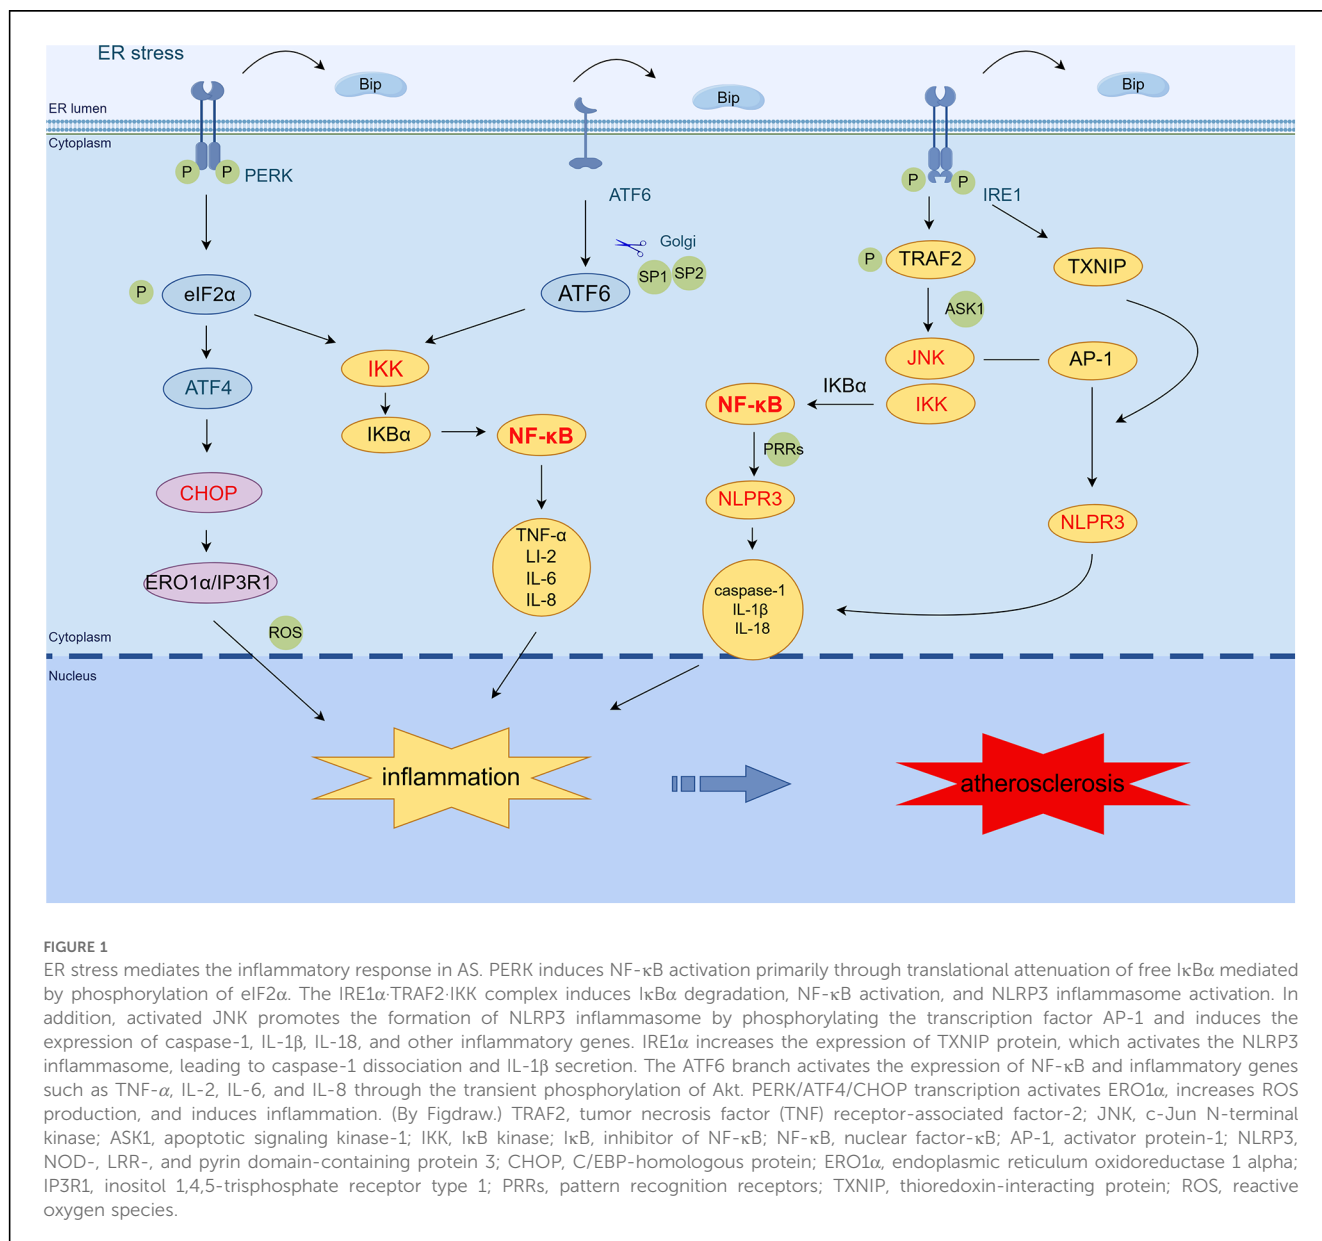 ER stress
Bip
Bip
Bip
ER lumen
Cytoplasm
P
P
PERK
ATF6
P
P
IRE1
Golgi
SP1
SP2
P
eIF2α
ATF6
P
TRAF2
TXNIP
ASK1
IKK
JNK
AP-1
ATF4
IKBα
NF-κB
IKK
IKBα
NF-κB
PRRs
CHOP
NLPR3
NLPR3
TNF-α
LI-2
IL-6
IL-8
ERO1α/IP3R1
caspase-1
IL-1β
IL-18
ROS
Cytoplasm
Nucleus
inflammation
atherosclerosis
FIGURE 1
ER stress mediates the inflammatory response in AS. PERK induces NF-κB activation primarily through translational attenuation of free IκBα mediated
by phosphorylation of eIF2α. The IRE1α·TRAF2·IKK complex induces IκBα degradation, NF-κB activation, and NLRP3 inflammasome activation. In
addition, activated JNK promotes the formation of NLRP3 inflammasome by phosphorylating the transcription factor AP-1 and induces the
expression of caspase-1, IL-1β, IL-18, and other inflammatory genes. IRE1α increases the expression of TXNIP protein, which activates the NLRP3
inflammasome, leading to caspase-1 dissociation and IL-1β secretion. The ATF6 branch activates the expression of NF-κB and inflammatory genes
such as TNF-α, IL-2, IL-6, and IL-8 through the transient phosphorylation of Akt. PERK/ATF4/CHOP transcription activates ERO1α, increases ROS
production, and induces inflammation. (By Figdraw.) TRAF2, tumor necrosis factor (TNF) receptor-associated factor-2; JNK, c-Jun N-terminal
kinase; ASK1, apoptotic signaling kinase-1; IKK, IκB kinase; IκB, inhibitor of NF-κB; NF-κB, nuclear factor-κB; AP-1, activator protein-1; NLRP3,
NOD-, LRR-, and pyrin domain-containing protein 3; CHOP, C/EBP-homologous protein; ERO1α, endoplasmic reticulum oxidoreductase 1 alpha;
IP3R1, inositol 1,4,5-trisphosphate receptor type 1; PRRs, pattern recognition receptors; TXNIP, thioredoxin-interacting protein; ROS, reactive
oxygen species.